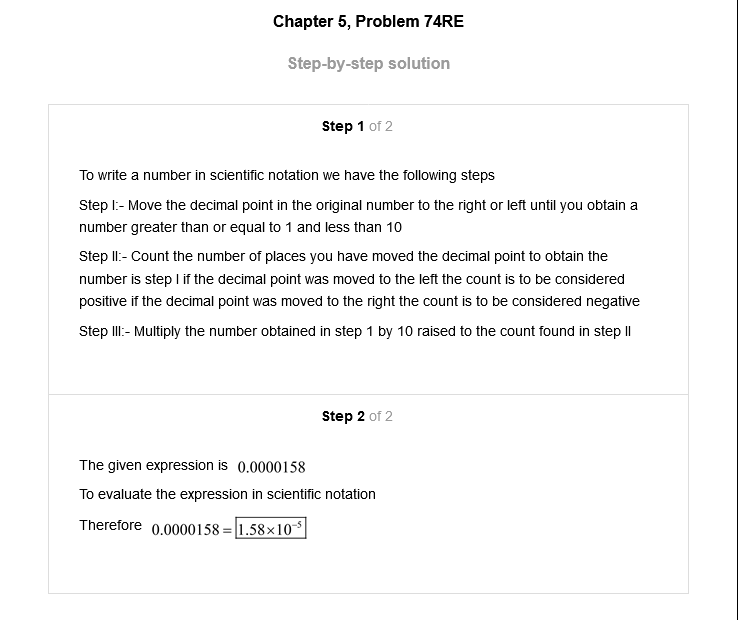 Chapter 5, Problem 74RE
Step-by-step solution
Step 1 of 2
To write a number in scientific notation we have the following steps
Step I:- Move the decimal point in the original number to the right or left until you obtain a
number greater than or equal to 1 and less than 10
Step II:- Count the number of places you have moved the decimal point to obtain the
number is step I if the decimal point was moved to the left the count is to be considered
positive if the decimal point was moved to the right the count is to be considered negative
Step III:- Multiply the number obtained in step 1 by 10 raised to the count found in step II
Step 2 of 2
The given expression is 0.0000158
To evaluate the expression in scientific notation
Therefore 0.0000158 = 1.58×10⁻⁵